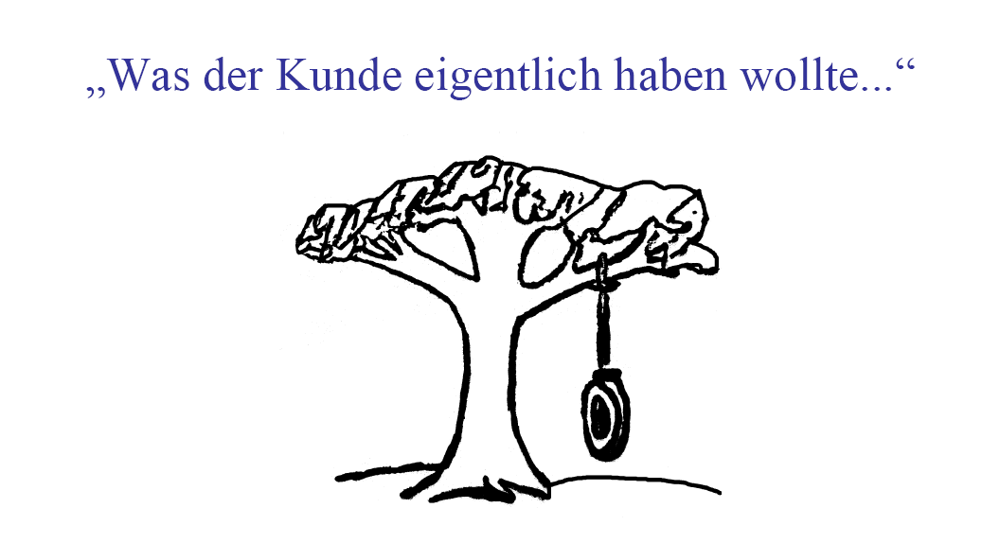 „Was der Kunde eigentlich haben wollte...“